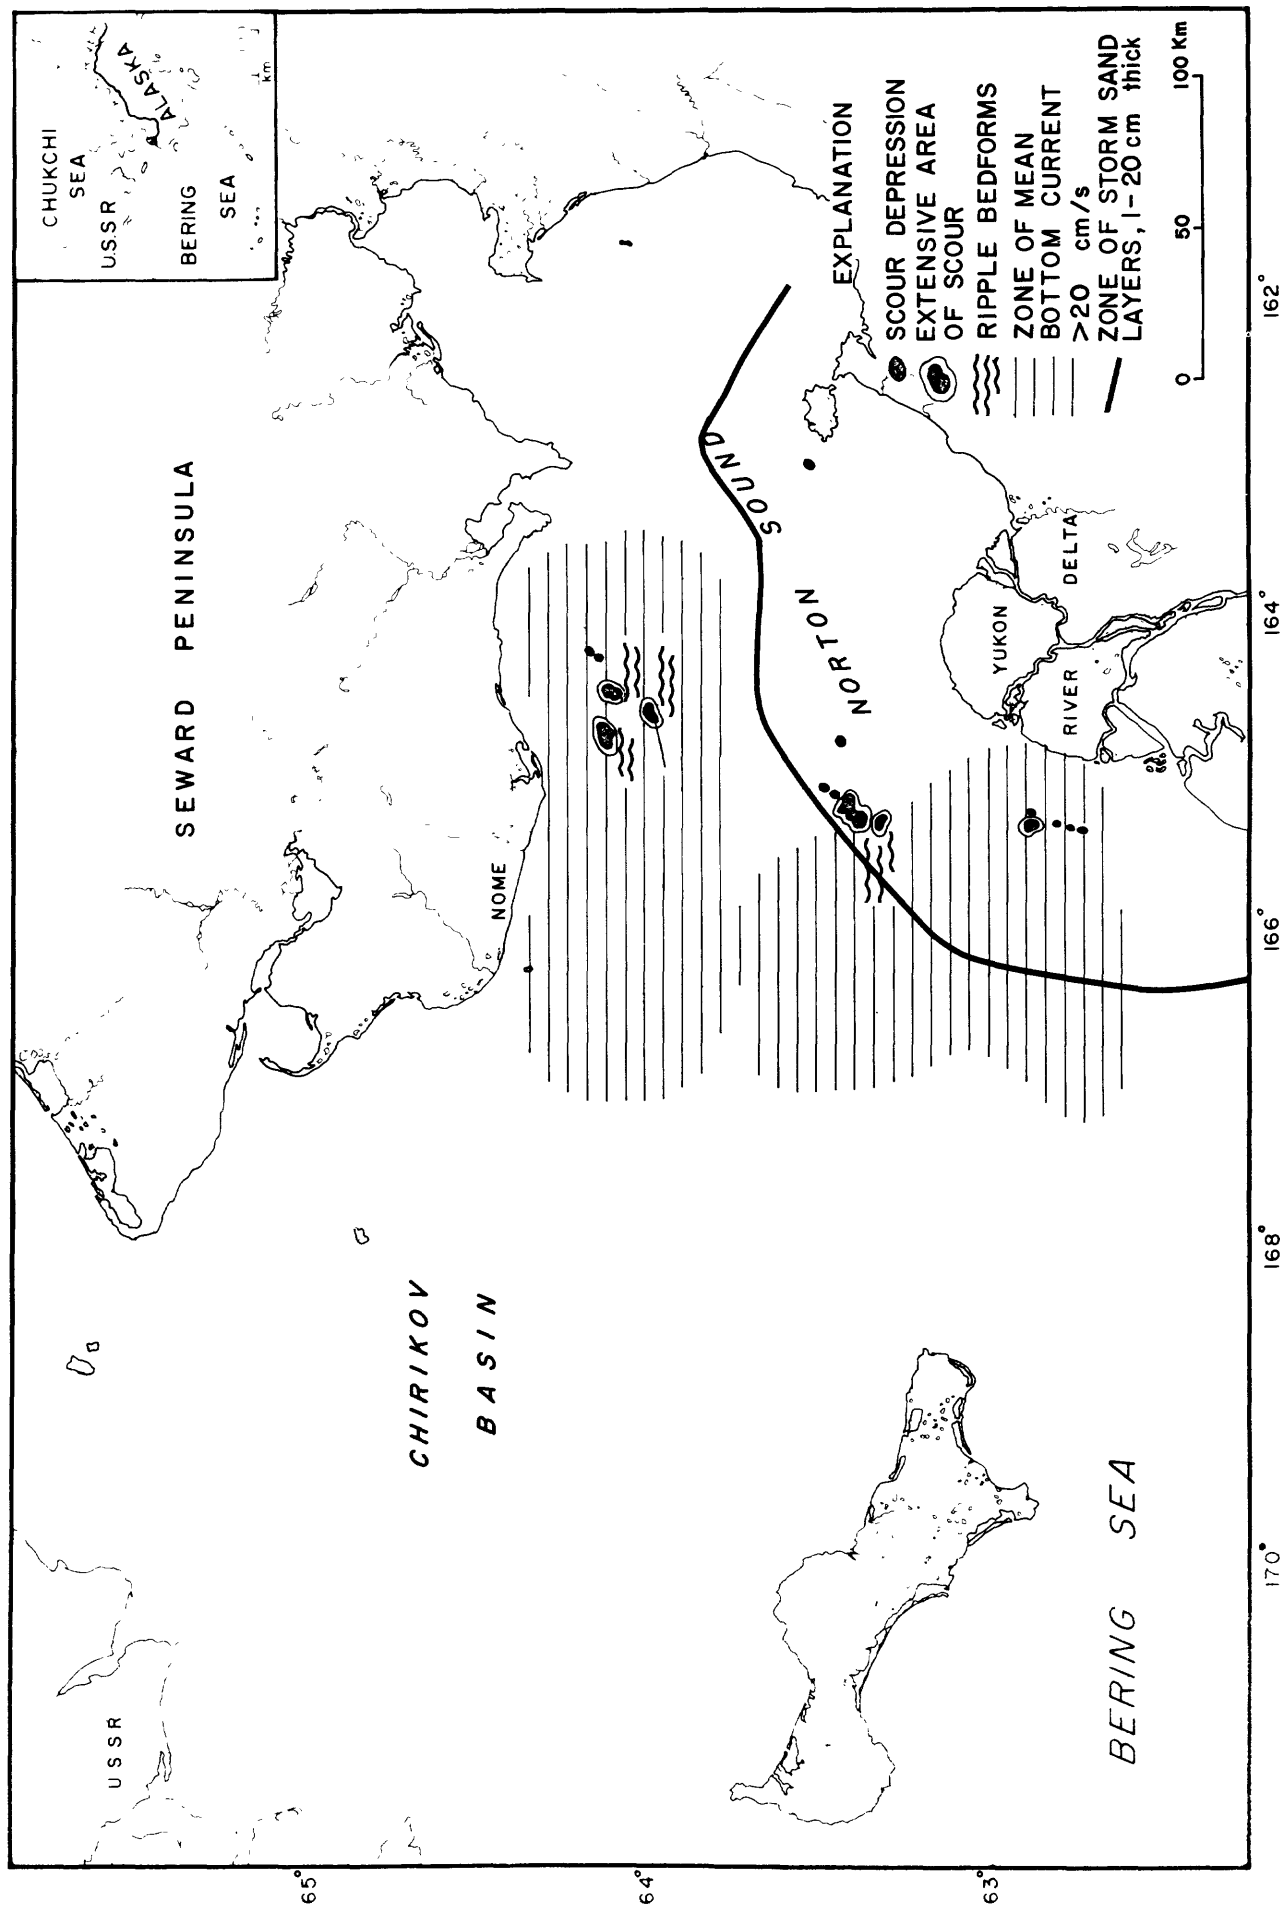 CHUKCHI
SEA
U.S.S R
ALASKA
BERING
SEA
km
USSR
SEWARD PENINSULA
NOME
CHIRIKOV
BASIN
NORTON SOUND
YUKON
RIVER DELTA
BERING SEA
EXPLANATION
SCOUR DEPRESSION
EXTENSIVE AREA
OF SCOUR
RIPPLE BEDFORMS
ZONE OF MEAN
BOTTOM CURRENT
>20 cm/s
ZONE OF STORM SAND
LAYERS, 1-20 cm thick
0 50 100 Km
65°
64°
63°
170° 168° 166° 164° 162°